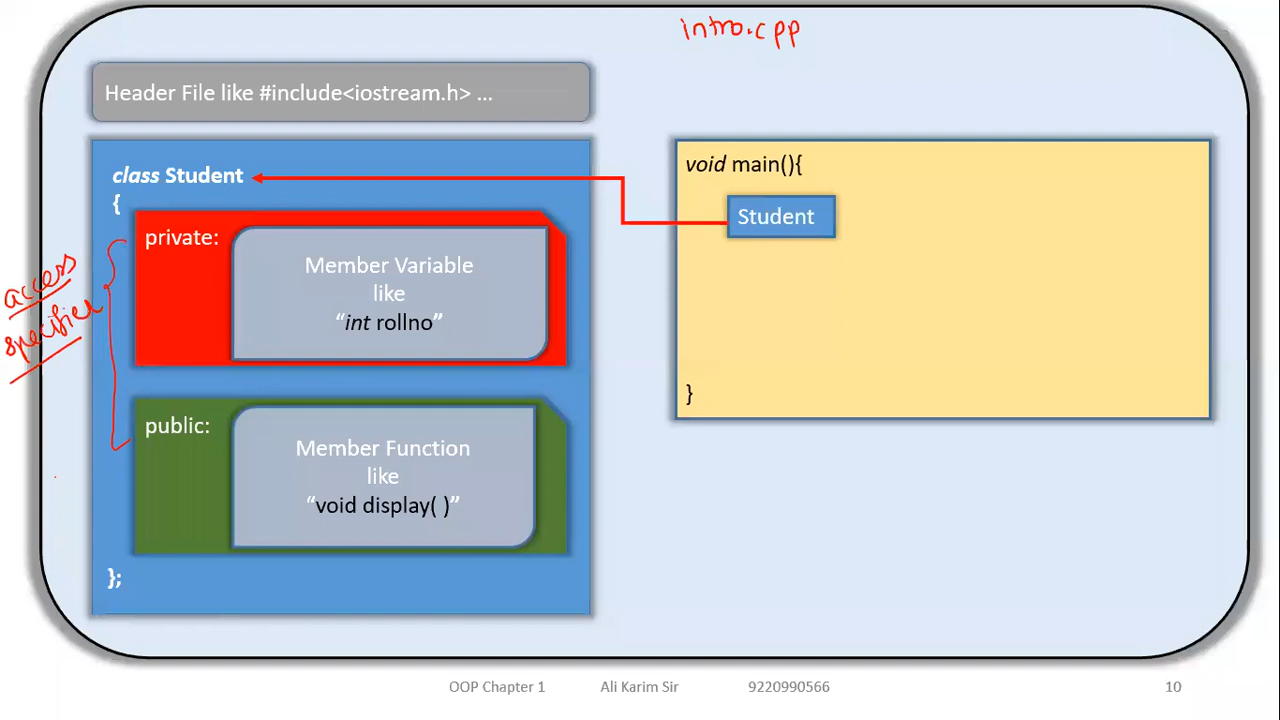 intro.cpp
Header File like #include<iostream.h> ...
class Student
{
private:
Member Variable
like
“int rollno”
access
specifier
public:
Member Function
like
“void display( )”
};
void main(){
Student
}
OOP Chapter 1 Ali Karim Sir 9220990566 10